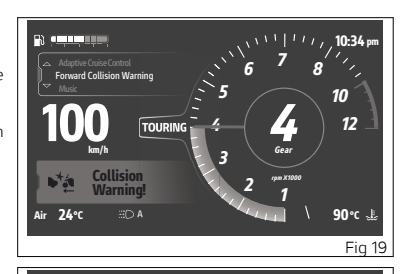 10:34 pm
Adaptive Cruise Control
Forward Collision Warning
Music
100
km/h
TOURING
1
2
3
4
5
6
7
8
10
12
4
Gear
rpm X1000
Collision
Warning!
Air 24°C
A
90°C
Fig 19